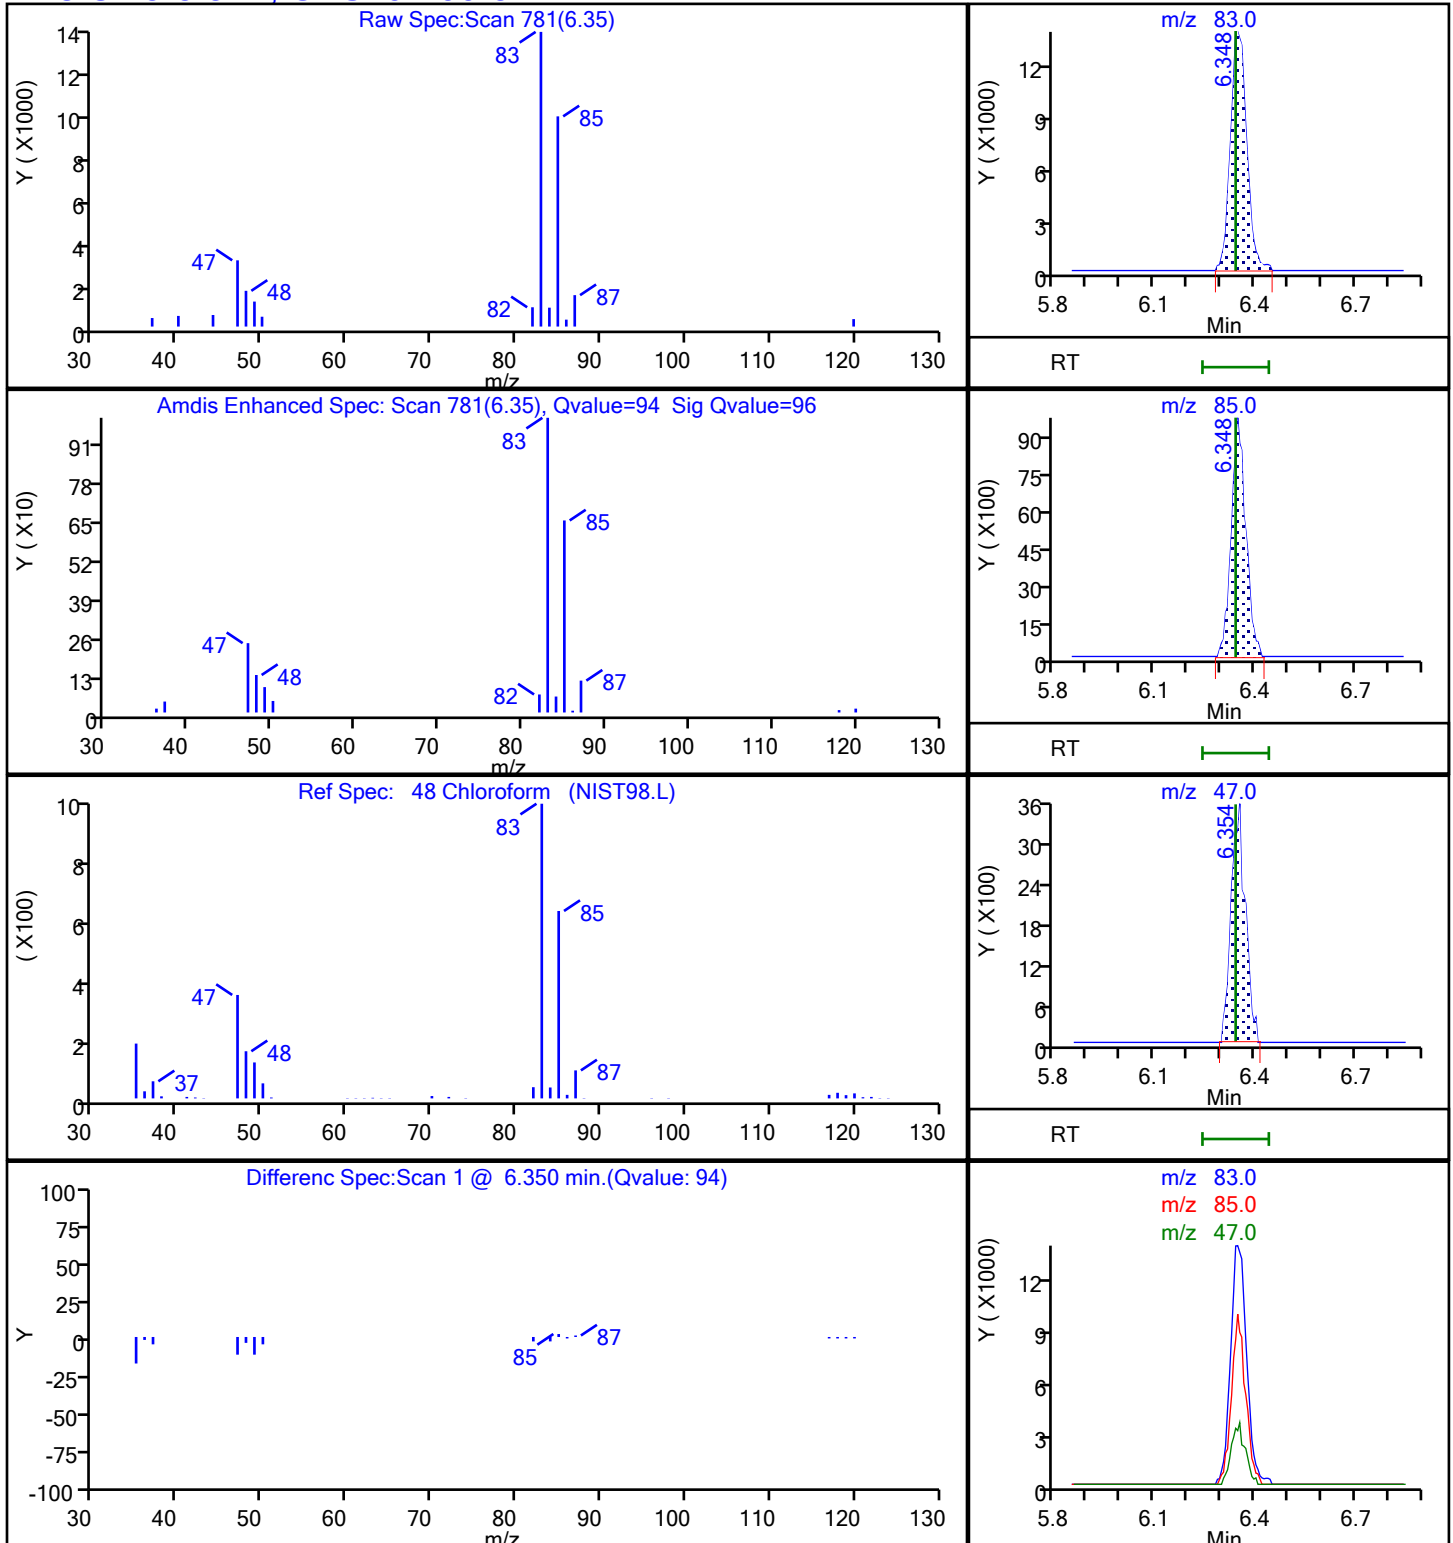 Raw Spec:Scan 781(6.35)
Y ( X1000)
14
12
10
8
6
4
2
0
83
85
47
48
82
87
30 40 50 60 70 80 90 100 110 120 130
m/z
m/z 83.0
Y ( X1000)
12
9
6
3
0
6.348
5.8 6.1 6.4 6.7
Min
RT
Amdis Enhanced Spec: Scan 781(6.35), Qvalue=94 Sig Qvalue=96
Y ( X10)
91
78
65
52
39
26
13
0
83
85
47
48
82
87
30 40 50 60 70 80 90 100 110 120 130
m/z
m/z 85.0
Y ( X100)
90
75
60
45
30
15
0
6.348
5.8 6.1 6.4 6.7
Min
RT
Ref Spec: 48 Chloroform (NIST98.L)
( X100)
10
8
6
4
2
0
83
85
47
48
37
87
30 40 50 60 70 80 90 100 110 120 130
m/z 47.0
Y ( X100)
36
30
24
18
12
6
0
6.354
5.8 6.1 6.4 6.7
Min
RT
Differenc Spec:Scan 1 @ 6.350 min.(Qvalue: 94)
Y
100
75
50
25
0
-25
-50
-75
-100
85
87
30 40 50 60 70 80 90 100 110 120 130
m/z
m/z 83.0
m/z 85.0
m/z 47.0
Y ( X1000)
12
9
6
3
0
5.8 6.1 6.4 6.7
Min